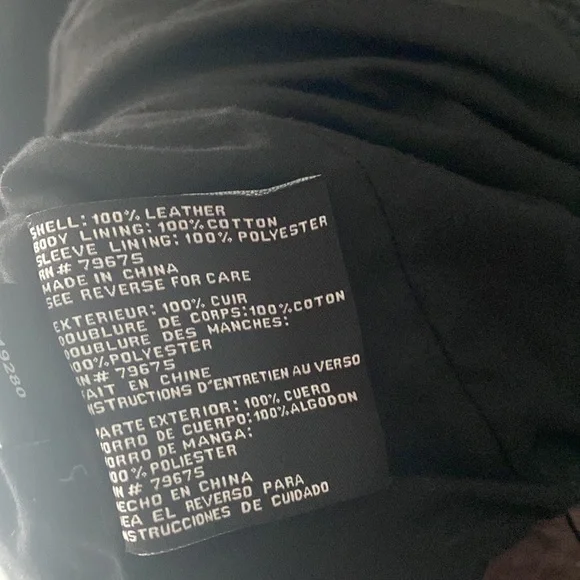 SHELL: 100% LEATHER
BODY LINING: 100% COTTON
SLEEVE LINING: 100% POLYESTER
RN# 79675
MADE IN CHINA
SEE REVERSE FOR CARE
EXTERIEUR: 100% CUIR
DOUBLURE DE CORPS:100%COTON
DOUBLURE DES MANCHES:
100%POLYESTER
RN# 79675
FAIT EN CHINE
INSTRUCTIONS D'ENTRETIEN AU VERSO
PARTE EXTERIOR: 100% CUERO
FORRO DE CUERPO:100%ALGODON
FORRO DE MANGA:
100% POLIESTER
RN# 79675
HECHO EN CHINA
VEA EL REVERSO PARA
INSTRUCCIONES DE CUIDADO